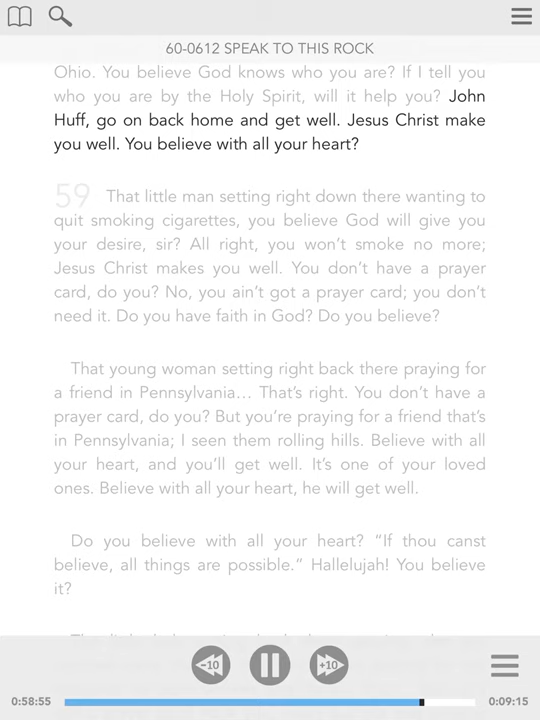 60-0612 SPEAK TO THIS ROCK
Ohio. You believe God knows who you are? If I tell you
who you are by the Holy Spirit, will it help you? John
Huff, go on back home and get well. Jesus Christ make
you well. You believe with all your heart?
59 That little man setting right down there wanting to
quit smoking cigarettes, you believe God will give you
your desire, sir? All right, you won’t smoke no more;
Jesus Christ makes you well. You don’t have a prayer
card, do you? No, you ain’t got a prayer card; you don’t
need it. Do you have faith in God? Do you believe?
That young woman setting right back there praying for
a friend in Pennsylvania… That’s right. You don’t have a
prayer card, do you? But you’re praying for a friend that’s
in Pennsylvania; I seen them rolling hills. Believe with all
your heart, and you’ll get well. It’s one of your loved
ones. Believe with all your heart, he will get well.
Do you believe with all your heart? “If thou canst
believe, all things are possible.” Hallelujah! You believe
it?
-10 +10
0:58:55 0:09:15